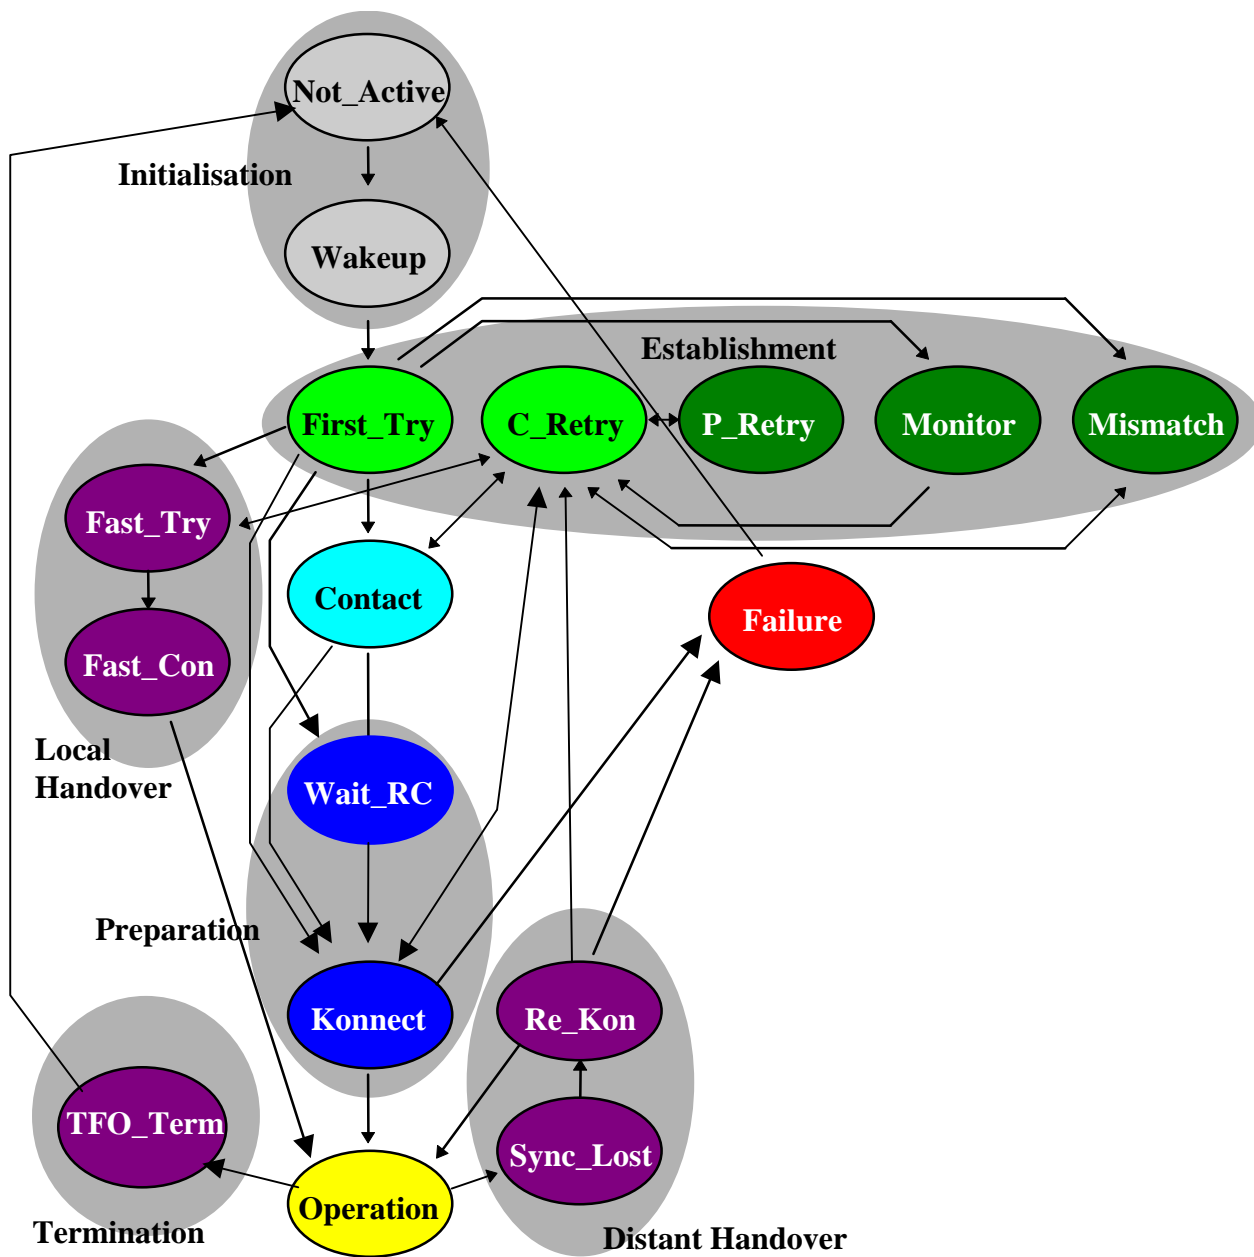 Not_Active
Initialisation
Wakeup
Establishment
First_Try
C_Retry
P_Retry
Monitor
Mismatch
Fast_Try
Contact
Failure
Fast_Con
Local
Handover
Wait_RC
Preparation
Konnect
Re_Kon
TFO_Term
Sync_Lost
Operation
Termination
Distant Handover